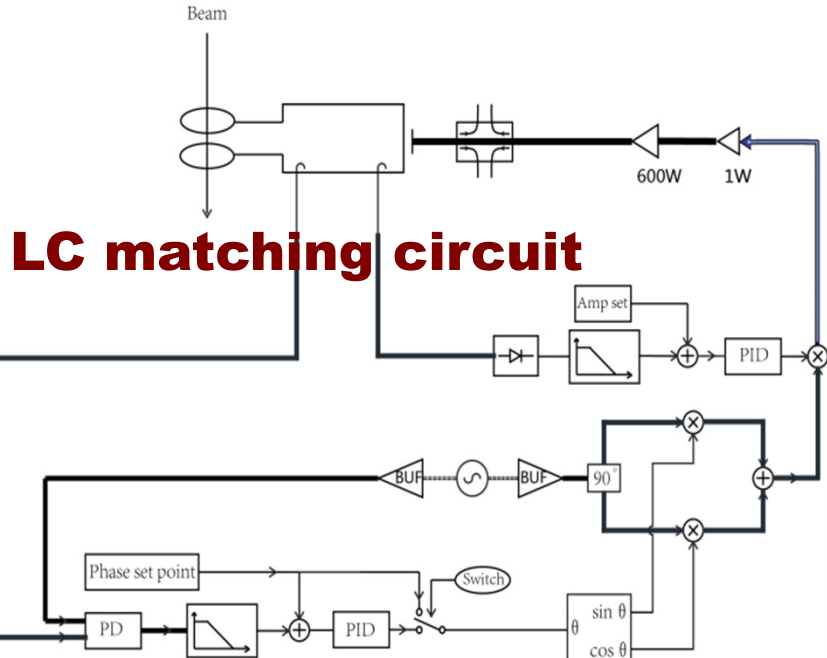 Beam
600W
1W
LC matching circuit
Amp set
PID
BUF
BUF
90°
Phase set point
Switch
PD
PID
θ
sin θ
cos θ